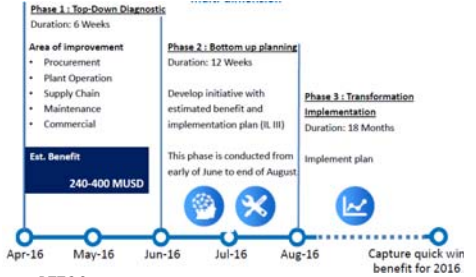 Phase 1 : Top-Down Diagnostic
Duration: 6 Weeks
Area of improvement
• Procurement
• Plant Operation
• Supply Chain
• Maintenance
• Commercial
Est. Benefit
240-400 MUSD
Phase 2 : Bottom up planning
Duration: 12 Weeks
Develop initiative with
estimated benefit and
implementation plan (IL III)
This phase is conducted from
early of June to end of August.
Phase 3 : Transformation
Implementation
Duration: 18 Months
Implement plan
Apr-16 May-16 Jun-16 Jul-16 Aug-16 Capture quick win
benefit for 2016